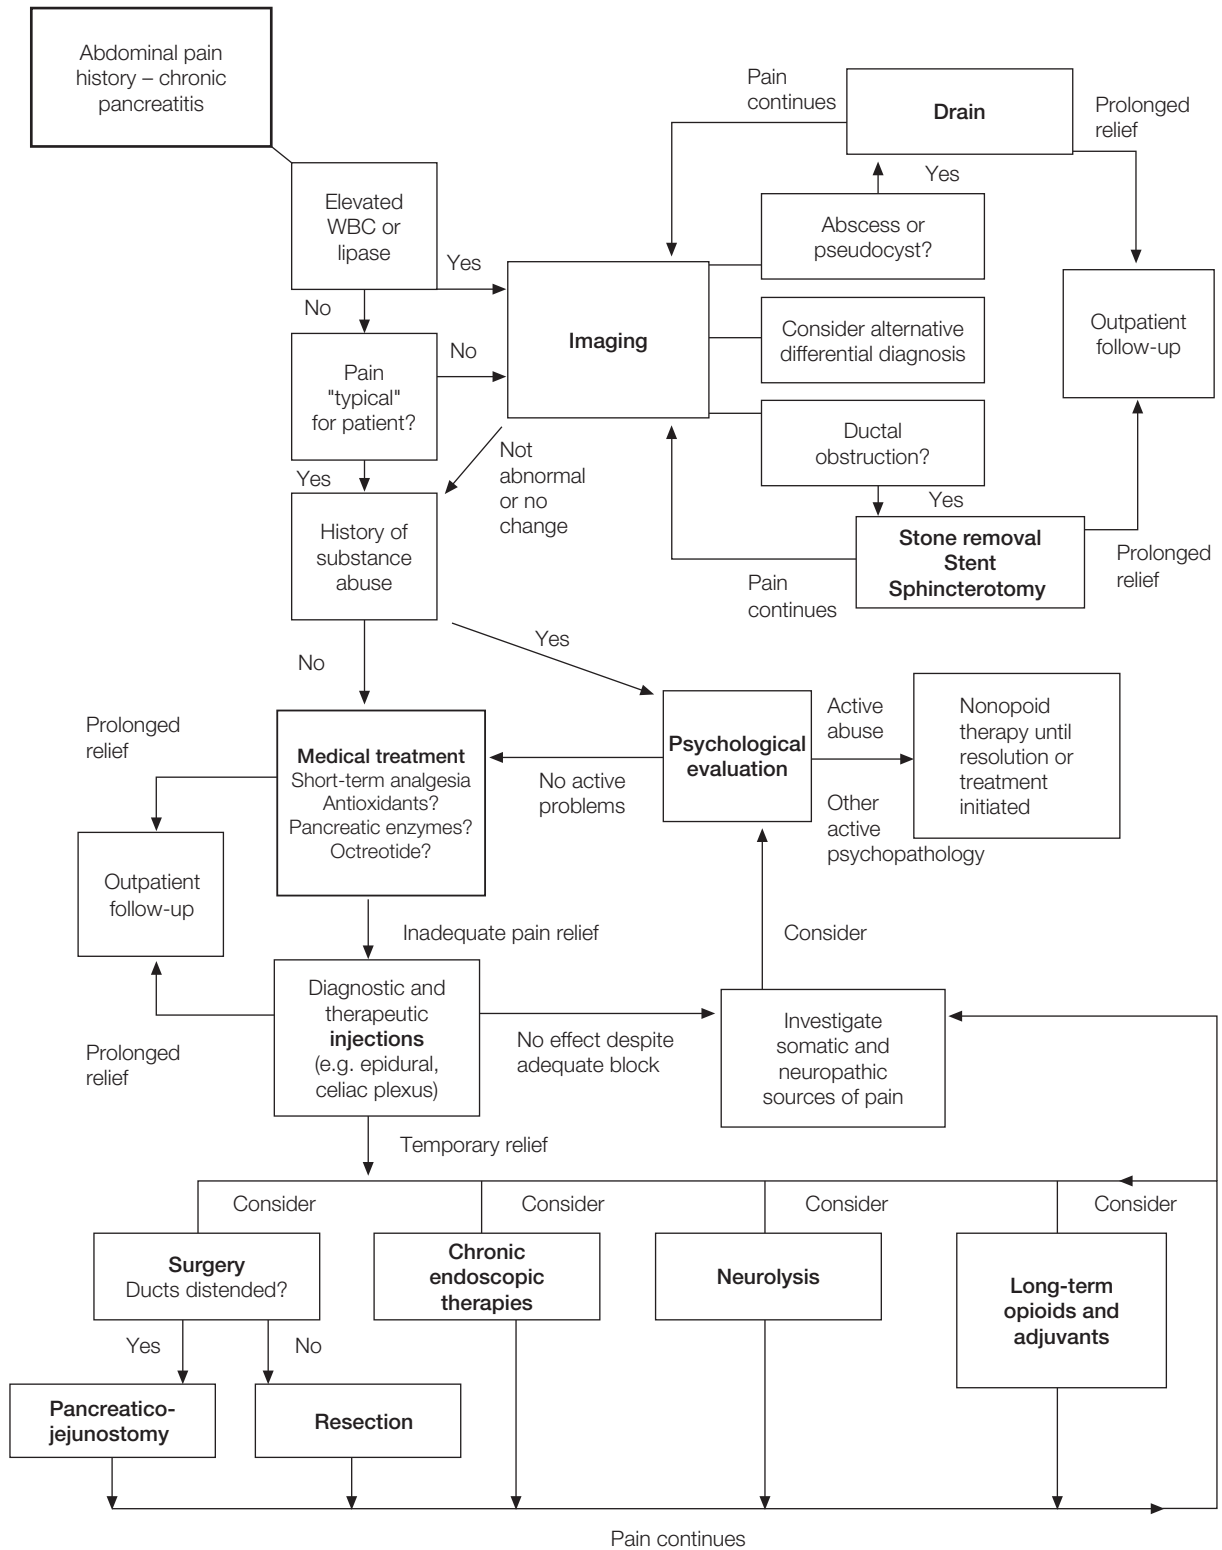 Abdominal pain
history – chronic
pancreatitis
Elevated
WBC or
lipase
Yes
No
Pain
"typical"
for patient?
No
Yes
History of
substance
abuse
Imaging
Not
abnormal
or no
change
Pain
continues
Drain
Prolonged
relief
Yes
Abscess or
pseudocyst?
Consider alternative
differential diagnosis
Outpatient
follow-up
Ductal
obstruction?
Yes
Stone removal
Stent
Sphincterotomy
Pain
continues
Prolonged
relief
No
Yes
Prolonged
relief
Medical treatment
Short-term analgesia
Antioxidants?
Pancreatic enzymes?
Octreotide?
No active
problems
Psychological
evaluation
Active
abuse
Other
active
psychopathology
Nonopoid
therapy until
resolution or
treatment
initiated
Outpatient
follow-up
Inadequate pain relief
Consider
Diagnostic and
therapeutic
injections
(e.g. epidural,
celiac plexus)
Prolonged
relief
No effect despite
adequate block
Investigate
somatic and
neuropathic
sources of pain
Temporary relief
Consider
Consider
Consider
Consider
Surgery
Ducts distended?
Chronic
endoscopic
therapies
Neurolysis
Long-term
opioids and
adjuvants
Yes
No
Pancreatico-
jejunostomy
Resection
Pain continues